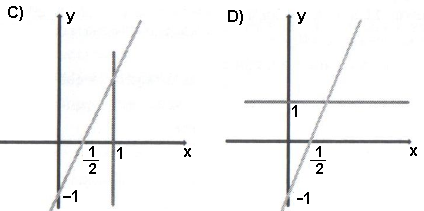 C) y
D) y
1
1/2 1 x
1/2 x
-1
-1